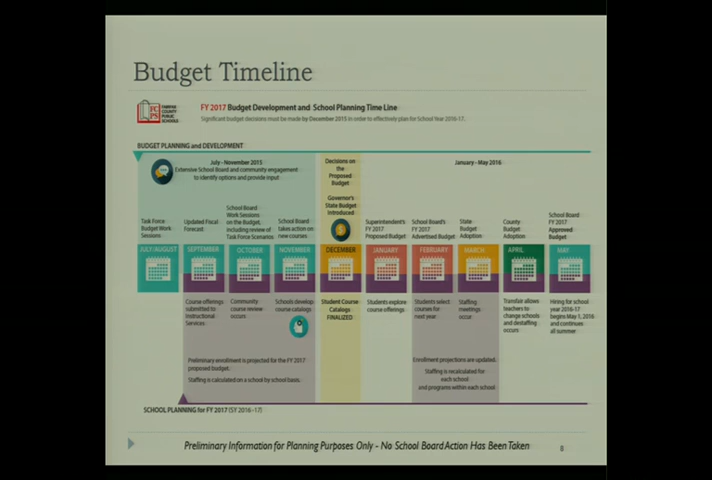 Budget Timeline
FC
PS
FAIRFAX
COUNTY
PUBLIC
SCHOOLS
FY 2017 Budget Development and School Planning Time Line
Significant budget decisions must be made by December 2015 in order to effectively plan for School Year 2016-17.
BUDGET PLANNING and DEVELOPMENT
July - November 2015
Extensive School Board and community engagement
to identify options and provide input
Decisions on
the
Proposed
Budget
Governor's
State Budget
Introduced
January - May 2016
Task Force
Budget Work
Sessions
Updated Fiscal
Forecast
School Board
Work Sessions
on the Budget,
including review of
Task Force Scenarios
School Board
takes action on
new courses
Superintendent's
FY 2017
Proposed Budget
School Board's
FY 2017
Advertised Budget
State
Budget
Adoption
County
Budget
Adoption
School Board
FY 2017
Approved
Budget
JULY/AUGUST
SEPTEMBER
OCTOBER
NOVEMBER
DECEMBER
JANUARY
FEBRUARY
MARCH
APRIL
MAY
Course offerings
submitted to
Instructional
Services
Community
course review
occurs
Schools develop
course catalogs
Student Course
Catalogs
FINALIZED
Students explore
course offerings
Students select
courses for
next year
Staffing
meetings
occur
Transfair allows
teachers to
change schools
and destaffing
occurs
Hiring for school
year 2016-17
begins May 1, 2016
and continues
all summer
Preliminary enrollment is projected for the FY 2017
proposed budget.
Staffing is calculated on a school by school basis.
Enrollment projections are updated.
Staffing is recalculated for
each school
and programs within each school
SCHOOL PLANNING for FY 2017 (SY 2016-17)
Preliminary Information for Planning Purposes Only - No School Board Action Has Been Taken
8